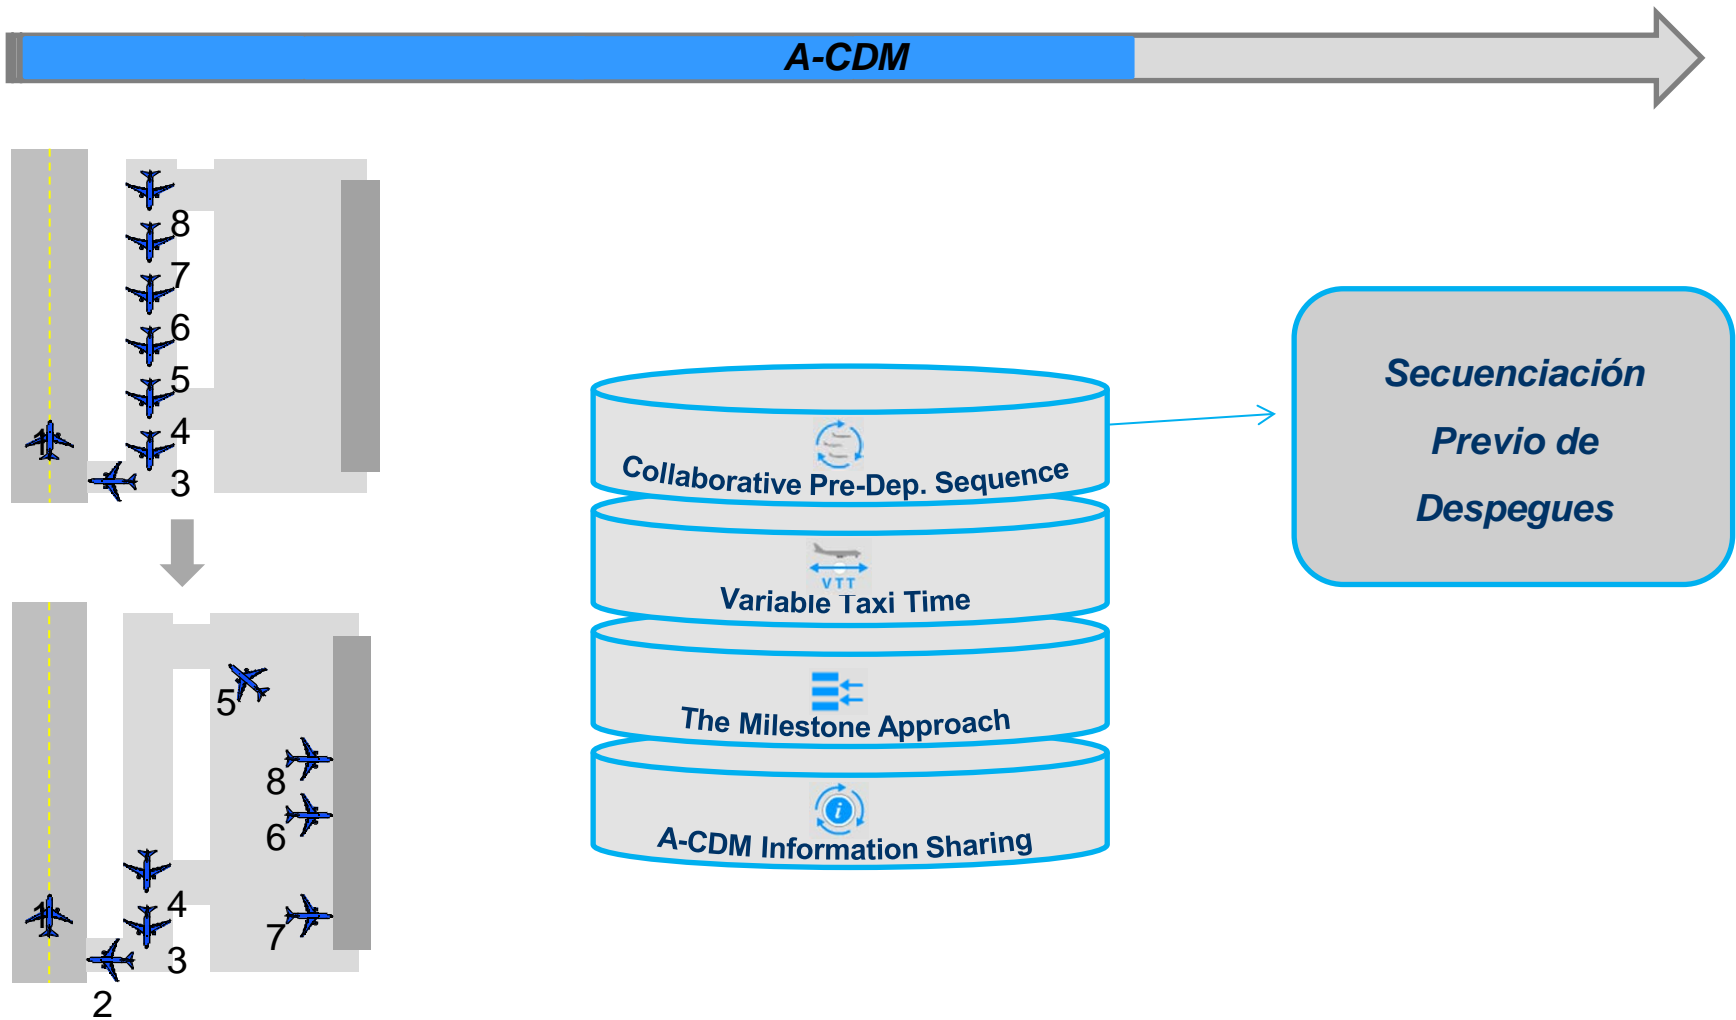 A-CDM
8
7
6
5
4
1
3
5
8
6
4
1
7
3
2
Collaborative Pre-Dep. Sequence
VTT
Variable Taxi Time
The Milestone Approach
i
A-CDM Information Sharing
Secuenciación
Previo de
Despegues